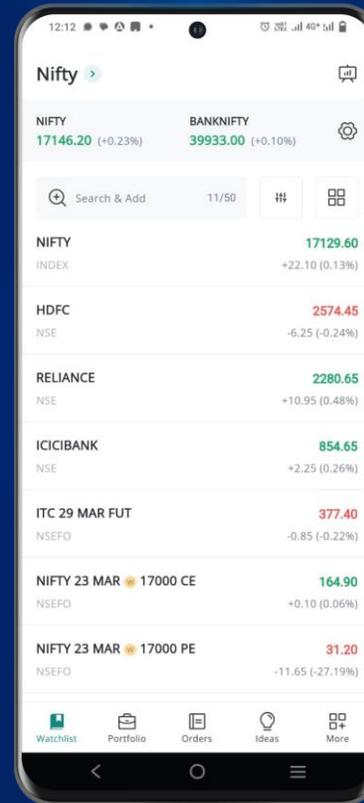 12:12
4G+
Nifty >
NIFTY BANKNIFTY
17146.20 (+0.23%) 39933.00 (+0.10%)
Search & Add 11/50
NIFTY 17129.60
INDEX +22.10 (0.13%)
HDFC 2574.45
NSE -6.25 (-0.24%)
RELIANCE 2280.65
NSE +10.95 (0.48%)
ICICIBANK 854.65
NSE +2.25 (0.26%)
ITC 29 MAR FUT 377.40
NSEFO -0.85 (-0.22%)
NIFTY 23 MAR W 17000 CE 164.90
NSEFO +0.10 (0.06%)
NIFTY 23 MAR W 17000 PE 31.20
NSEFO -11.65 (-27.19%)
Watchlist Portfolio Orders Ideas More